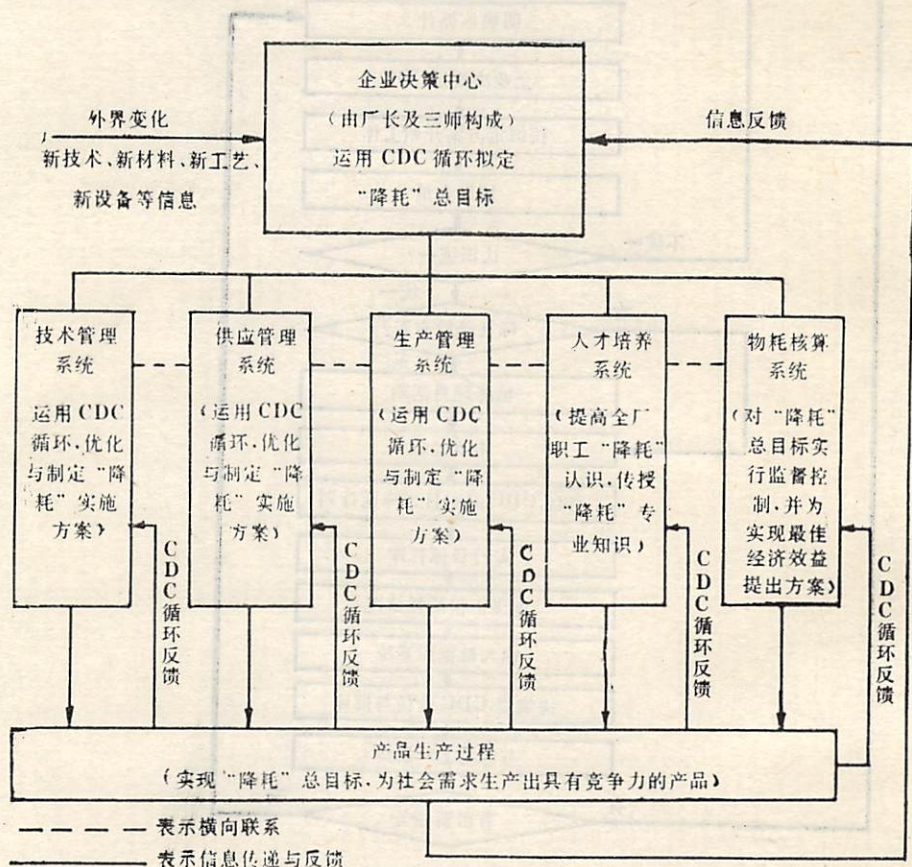 企业决策中心
(由厂长及三师构成)
运用CDC循环拟定
“降耗”总目标
外界变化
新技术、新材料、新工艺、
新设备等信息
信息反馈
技术管理
系统
运用CDC
循环.优化
与制定“降
耗”实施
方案)
供应管理
系统
(运用CDC
循环.优化
与制定“降
耗”实施
方案)
生产管理
系统
(运用CDC
循环.优化
与制定“降
耗”实施
方案)
人才培养
系统
(提高全厂
职工“降耗”
认识.传授
“降耗”专
业知识)
物耗核算
系统
(对“降耗”
总目标实
行监督控
制.并为
实现最佳
经济效益
提出方案)
CDC循环反馈
CDC循环反馈
CDC循环反馈
CDC循环反馈
CDC循环反馈
产品生产过程
(实现“降耗”总目标.为社会需求生产出具有竞争力的产品)
表示横向联系
表示信息传递与反馈